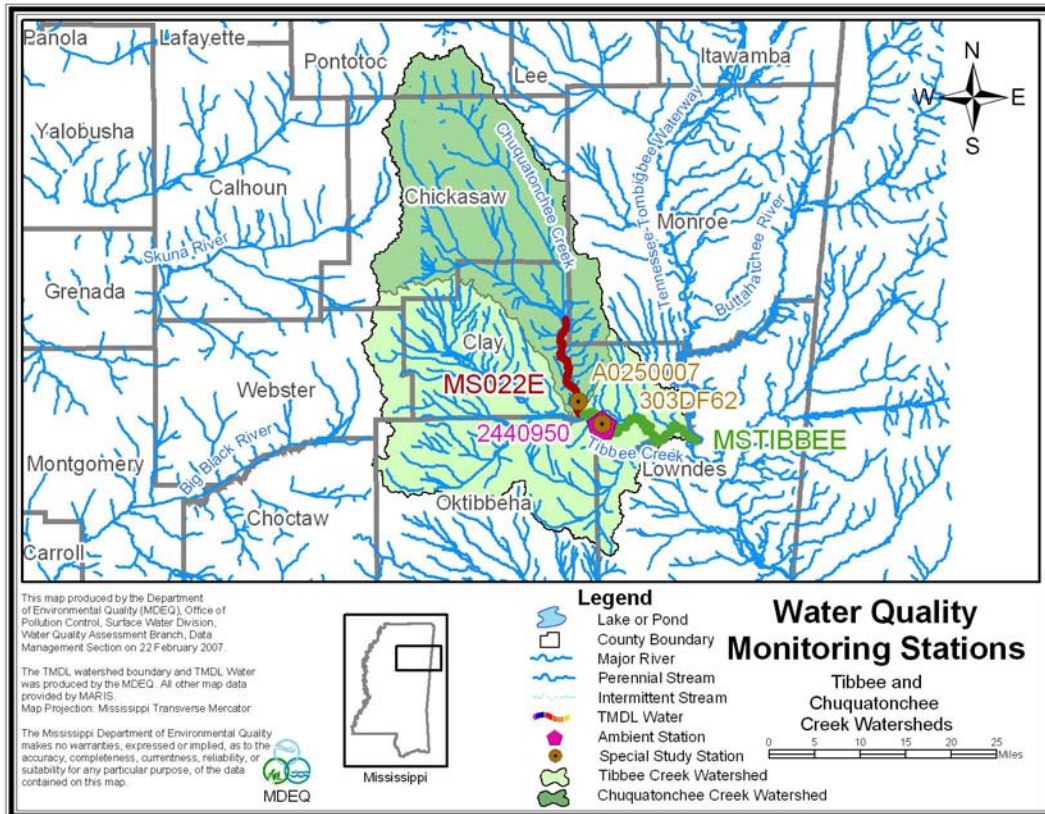 Panola
Lafayette
Pontotoc
Lee
Itawamba
N
W E
S
Yalobusha
Calhoun
Chickasaw
Chuquatonchee Creek
Tennessee-Tombigbee Waterway
Monroe
Buttahatchee River
Skuna River
Grenada
Clay
MS022E
A0250007
303DF62
Webster
2440950
Tibbee Creek
MSTIBBEE
Lowndes
Montgomery
Big Black River
Oktibbeha
Choctaw
Carroll
This map produced by the Department
of Environmental Quality (MDEQ), Office of
Pollution Control, Surface Water Division,
Water Quality Assessment Branch, Data
Management Section on 22 February 2007.
The TMDL watershed boundary and TMDL Water
was produced by the MDEQ. All other map data
provided by MARIS.
Map Projection: Mississippi Transverse Mercator
The Mississippi Department of Environmental Quality
makes no warranties, expressed or implied, as to the
accuracy, completeness, currentness, reliability, or
suitability for any particular purpose, of the data
contained on this map.
MDEQ
Mississippi
Legend
Lake or Pond
County Boundary
Major River
Perennial Stream
Intermittent Stream
TMDL Water
Ambient Station
Special Study Station
Tibbee Creek Watershed
Chuquatonchee Creek Watershed
Water Quality
Monitoring Stations
Tibbee and
Chuquatonchee
Creek Watersheds
0 5 10 15 20 25
Miles